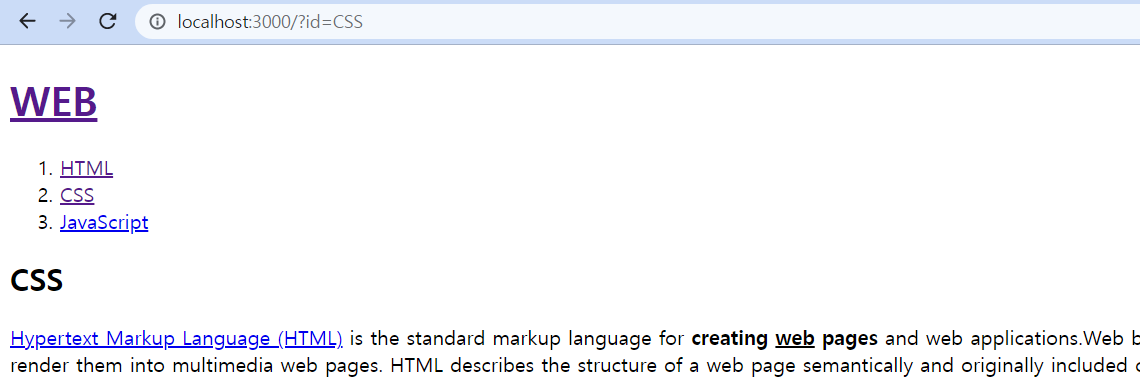 localhost:3000/?id=CSS
WEB
1. HTML
2. CSS
3. JavaScript
CSS
Hypertext Markup Language (HTML) is the standard markup language for creating web pages and web applications.Web
render them into multimedia web pages. HTML describes the structure of a web page semantically and originally included